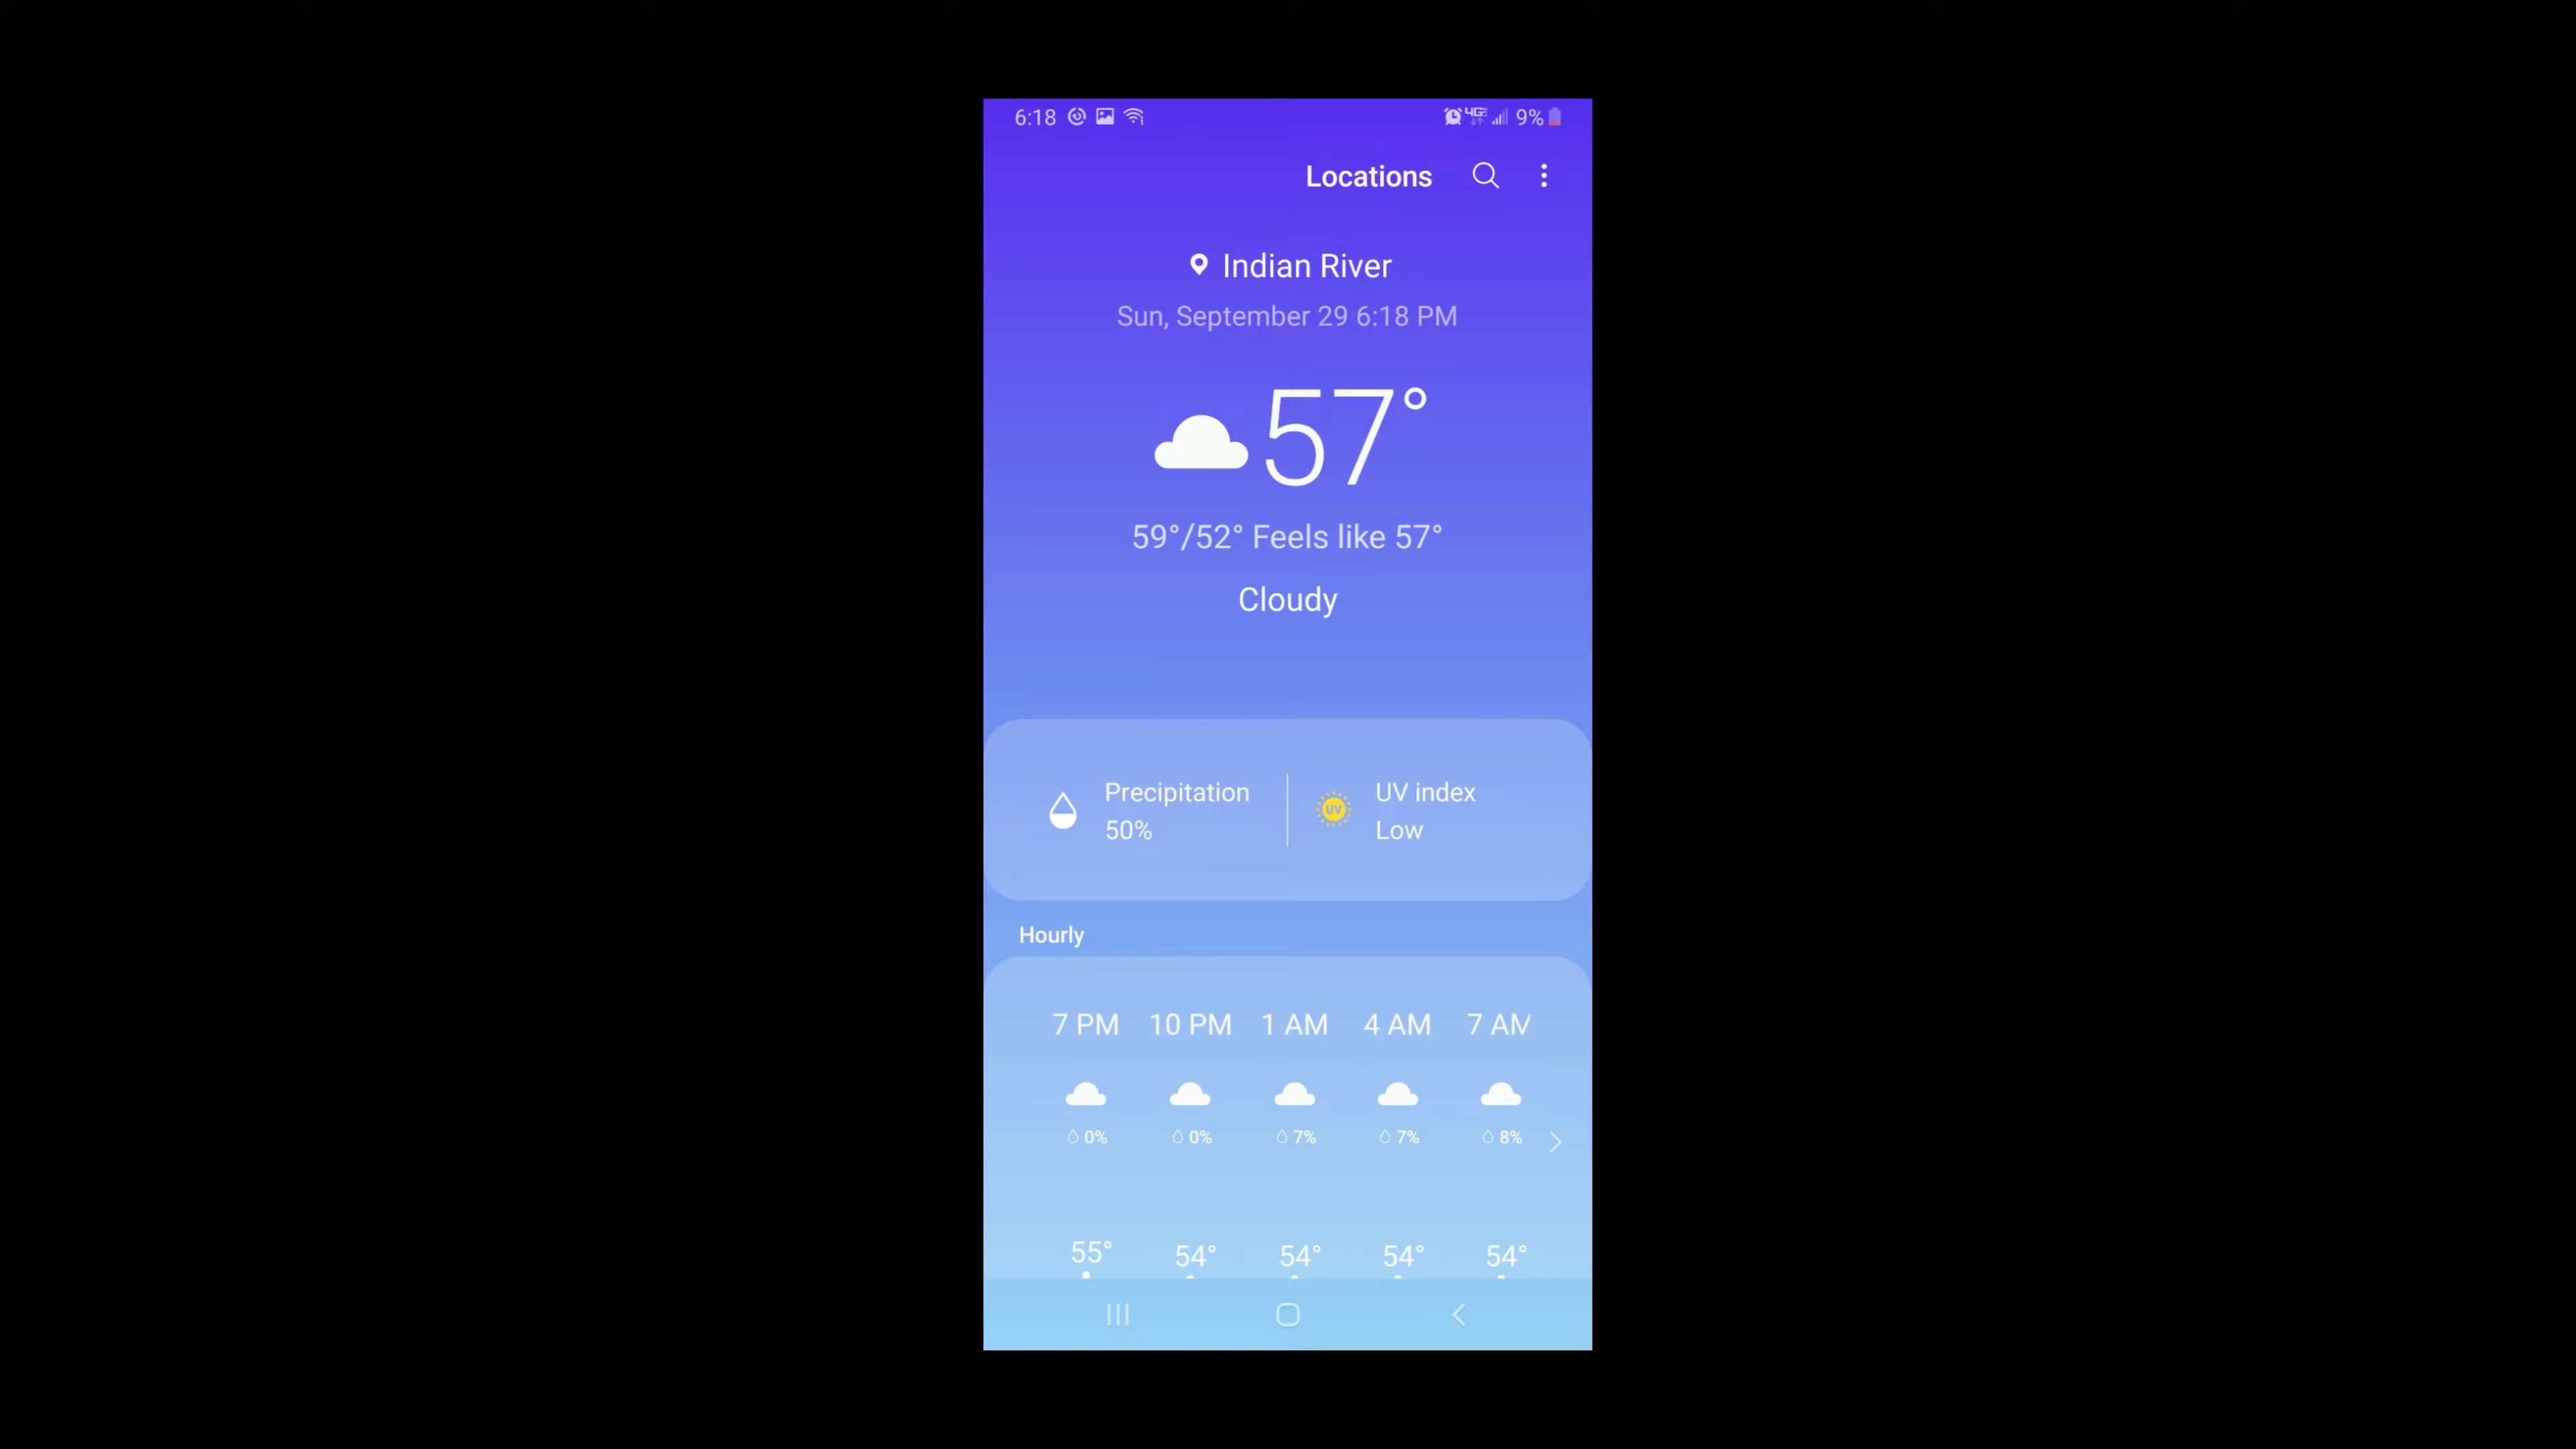 6:18 4GE 9%
Locations
Indian River
Sun, September 29 6:18 PM
57°
59°/52° Feels like 57°
Cloudy
Precipitation
50%
UV
UV index
Low
Hourly
7 PM 10 PM 1 AM 4 AM 7 AM
0% 0% 7% 7% 8%
55° 54° 54° 54° 54°